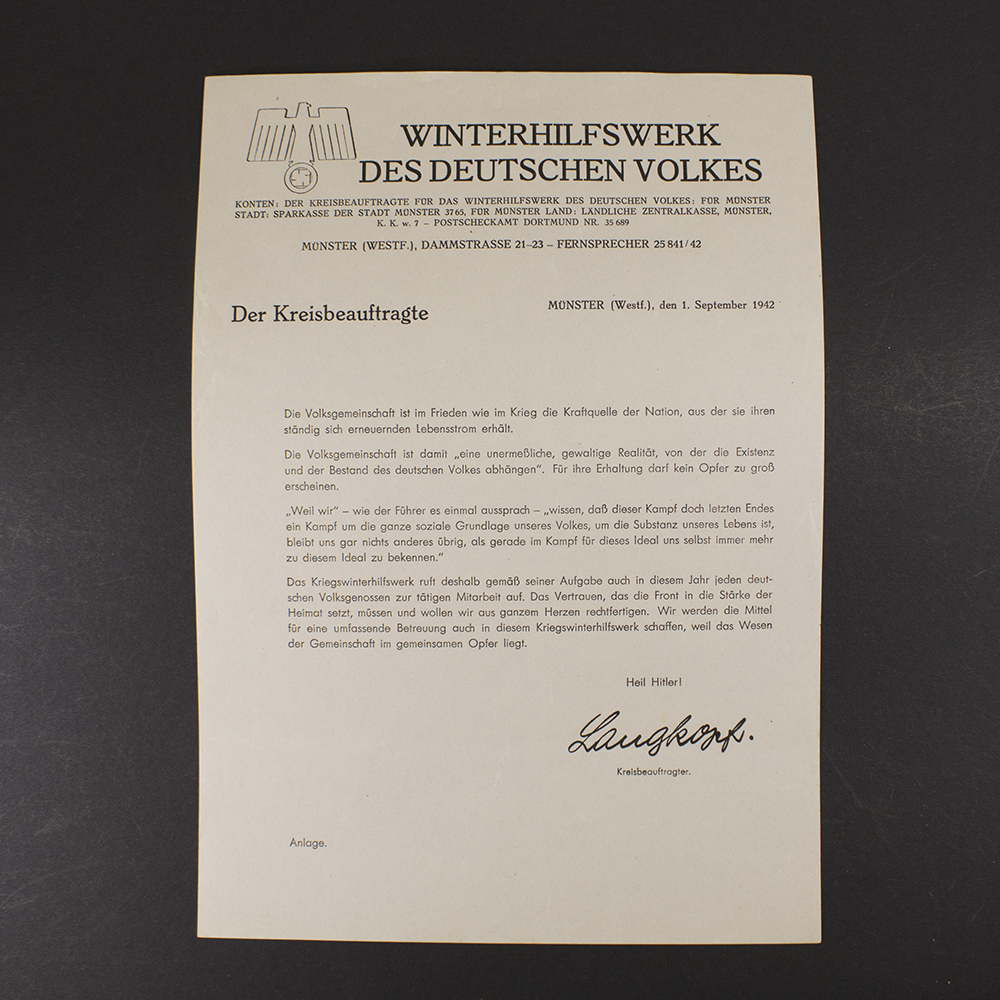 WINTERHILFSWERK
DES DEUTSCHEN VOLKES
KONTEN: DER KREISBEAUFTRAGTE FÜR DAS WINTERHILFSWERK DES DEUTSCHEN VOLKES: FÜR MÜNSTER
STADT: SPARKASSE DER STADT MÜNSTER 3765, FÜR MÜNSTER LAND: LÄNDLICHE ZENTRALKASSE, MÜNSTER,
K. K. w. 7 – POSTSCHECKAMT DORTMUND NR. 35 689
MÜNSTER (WESTF.), DAMMSTRASSE 21–23 – FERNSPRECHER 25 841/42
Der Kreisbeauftragte
MÜNSTER (Westf.), den 1. September 1942
Die Volksgemeinschaft ist im Frieden wie im Krieg die Kraftquelle der Nation, aus der sie ihren
ständig sich erneuernden Lebensstrom erhält.
Die Volksgemeinschaft ist damit „eine unermeßliche, gewaltige Realität, von der die Existenz
und der Bestand des deutschen Volkes abhängen“. Für ihre Erhaltung darf kein Opfer zu groß
erscheinen.
„Weil wir“ – wie der Führer es einmal aussprach – „wissen, daß dieser Kampf doch letzten Endes
ein Kampf um die ganze soziale Grundlage unseres Volkes, um die Substanz unseres Lebens ist,
bleibt uns gar nichts anderes übrig, als gerade im Kampf für dieses Ideal uns selbst immer mehr
zu diesem Ideal zu bekennen.“
Das Kriegswinterhilfswerk ruft deshalb gemäß seiner Aufgabe auch in diesem Jahr jeden deut-
schen Volksgenossen zur tätigen Mitarbeit auf. Das Vertrauen, das die Front in die Stärke der
Heimat setzt, müssen und wollen wir aus ganzem Herzen rechtfertigen. Wir werden die Mittel
für eine umfassende Betreuung auch in diesem Kriegswinterhilfswerk schaffen, weil das Wesen
der Gemeinschaft im gemeinsamen Opfer liegt.
Heil Hitler!
Langkopf.
Kreisbeauftragter.
Anlage.